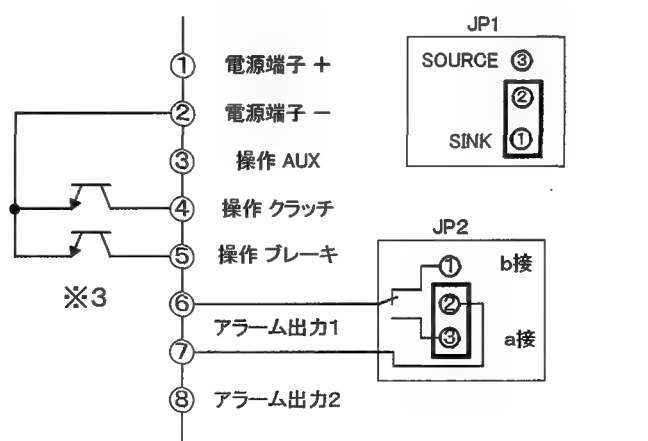 ① 電源端子 +
② 電源端子 -
③ 操作 AUX
④ 操作 クラッチ
⑤ 操作 ブレーキ
※3
⑥
アラーム出力1
⑦
⑧ アラーム出力2
JP1
SOURCE ③
②
SINK ①
JP2
① b接
②
③ a接